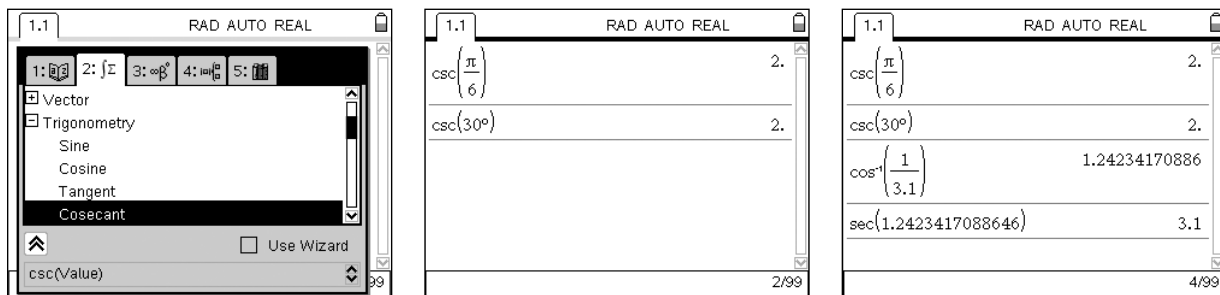 1.1 RAD AUTO REAL
1: 2: ∫Σ 3: ∞β° 4: 5:
+ Vector
- Trigonometry
Sine
Cosine
Tangent
Cosecant
Use Wizard
csc(Value)
99
1.1 RAD AUTO REAL
csc(π/6) 2.
csc(30°) 2.
2/99
1.1 RAD AUTO REAL
csc(π/6) 2.
csc(30°) 2.
cos⁻¹(1/3.1) 1.24234170886
sec(1.2423417088646) 3.1
4/99